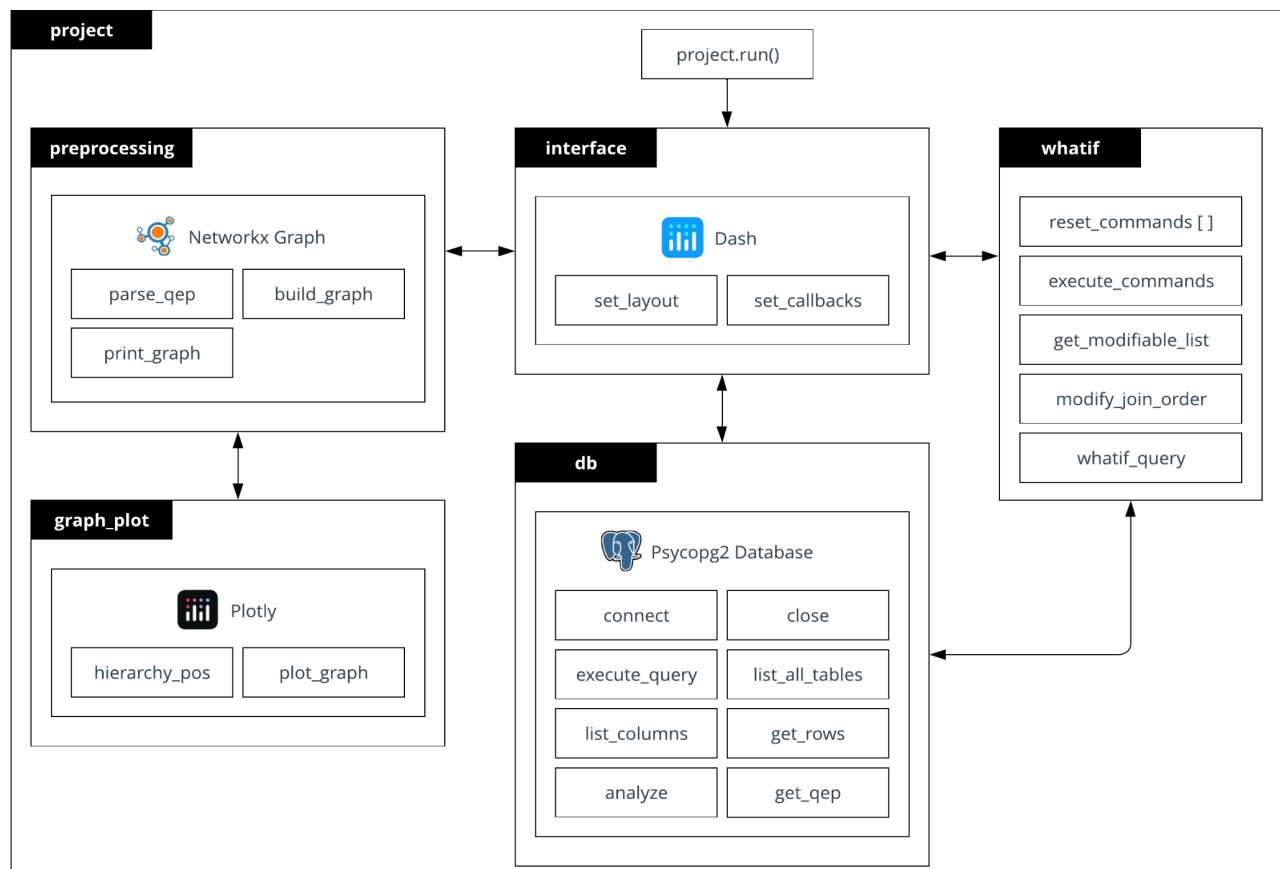 project
project.run()
preprocessing
Networkx Graph
parse_qep
build_graph
print_graph
interface
Dash
set_layout
set_callbacks
whatif
reset_commands [ ]
execute_commands
get_modifiable_list
modify_join_order
whatif_query
graph_plot
Plotly
hierarchy_pos
plot_graph
db
Psycopg2 Database
connect
close
execute_query
list_all_tables
list_columns
get_rows
analyze
get_qep